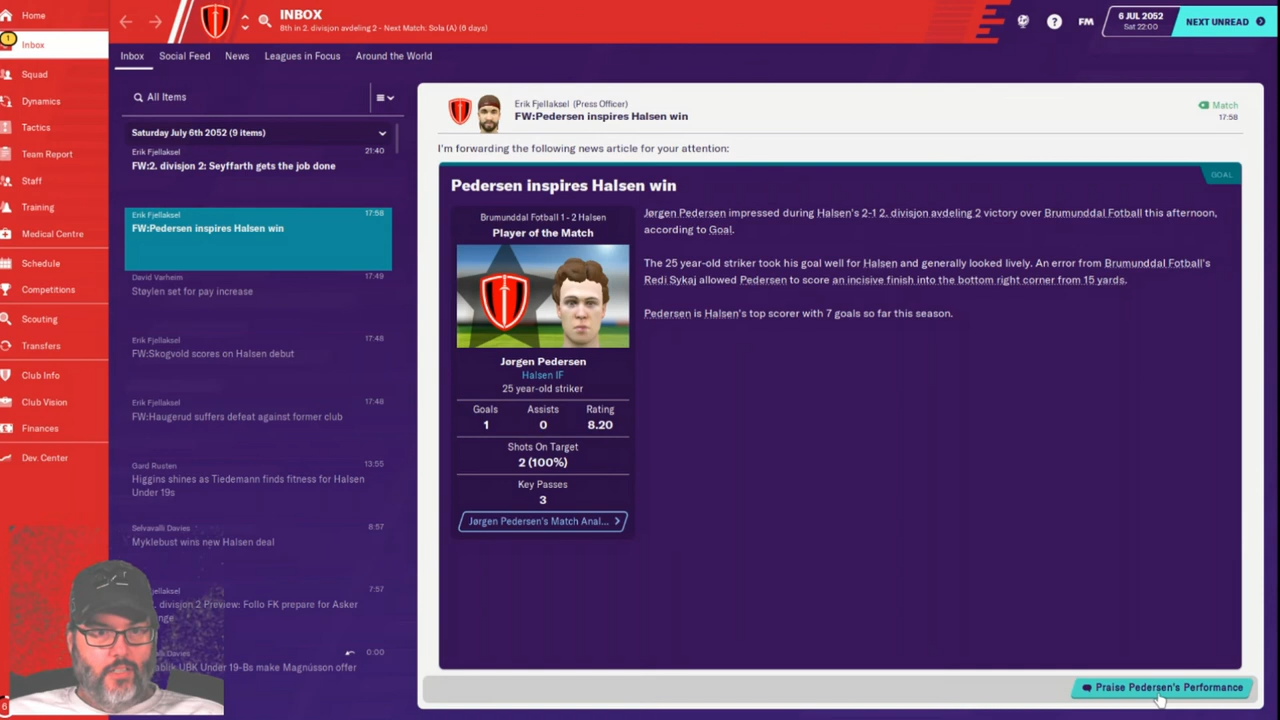 Home
INBOX
8th in 2. divisjon avdeling 2 - Next Match: Sola (A) (6 days)
FM
6 JUL 2052
Sat 22:00
NEXT UNREAD
1
Inbox
Squad
Dynamics
Tactics
Team Report
Staff
Training
Medical Centre
Schedule
Competitions
Scouting
Transfers
Club Info
Club Vision
Finances
Dev. Center
6
Inbox
Social Feed
News
Leagues in Focus
Around the World
All Items
Saturday July 6th 2052 (9 items)
Erik Fjellaksel
21:40
FW:2. divisjon 2: Seyffarth gets the job done
Erik Fjellaksel
17:58
FW:Pedersen inspires Halsen win
David Varheim
17:49
Støylen set for pay increase
Erik Fjellaksel
17:48
FW:Skogvold scores on Halsen debut
Erik Fjellaksel
17:48
FW:Haugerud suffers defeat against former club
Gard Rusten
13:55
Higgins shines as Tiedemann finds fitness for Halsen
Under 19s
Selvavalli Davies
8:57
Myklebust wins new Halsen deal
7:57
divisjon 2 Preview: Follo FK prepare for Asker
Davies
0:00
UBK Under 19-Bs make Magnússon offer
Erik Fjellaksel (Press Officer)
FW:Pedersen inspires Halsen win
Match
17:58
I'm forwarding the following news article for your attention:
GOAL
Pedersen inspires Halsen win
Brumunddal Fotball 1 - 2 Halsen
Player of the Match
Jørgen Pedersen
Halsen IF
25 year-old striker
Goals Assists Rating
1 0 8.20
Shots On Target
2 (100%)
Key Passes
3
Jørgen Pedersen's Match Anal...
Jørgen Pedersen impressed during Halsen's 2-1 2. divisjon avdeling 2 victory over Brumunddal Fotball this afternoon,
according to Goal.
The 25 year-old striker took his goal well for Halsen and generally looked lively. An error from Brumunddal Fotball's
Redi Sykaj allowed Pedersen to score an incisive finish into the bottom right corner from 15 yards.
Pedersen is Halsen's top scorer with 7 goals so far this season.
Praise Pedersen's Performance